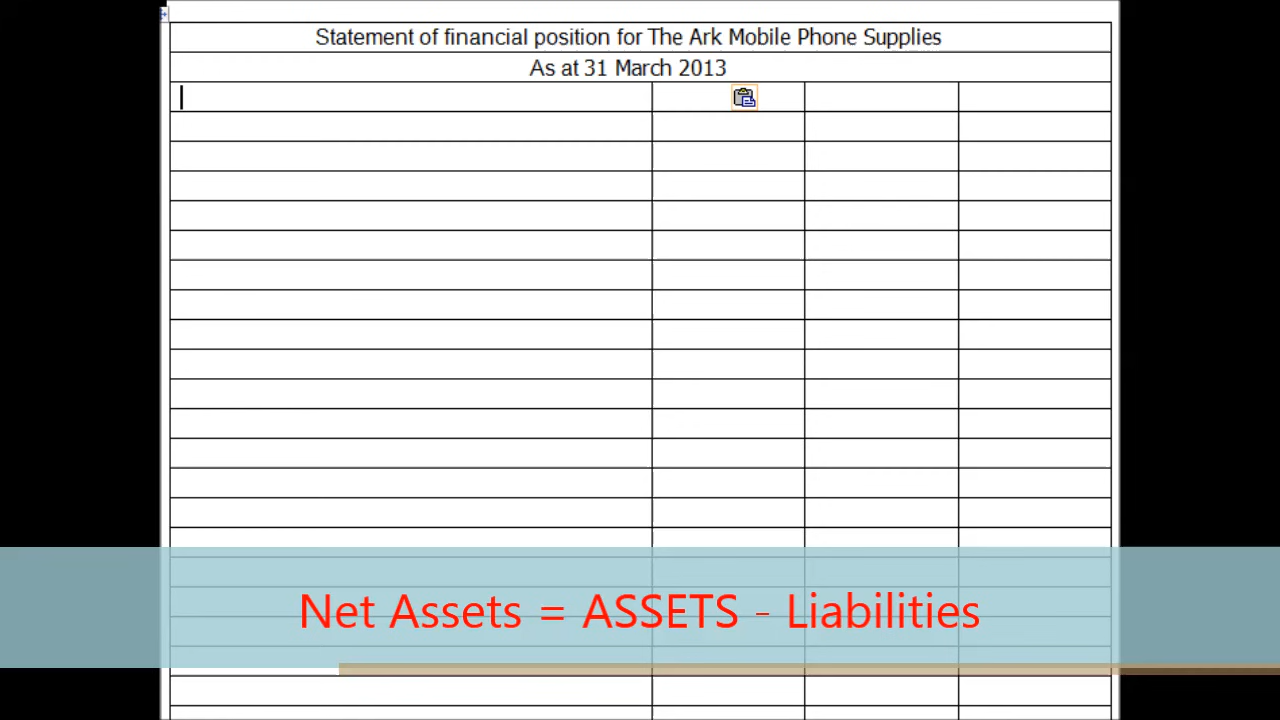 Statement of financial position for The Ark Mobile Phone Supplies
As at 31 March 2013
Net Assets = ASSETS - Liabilities